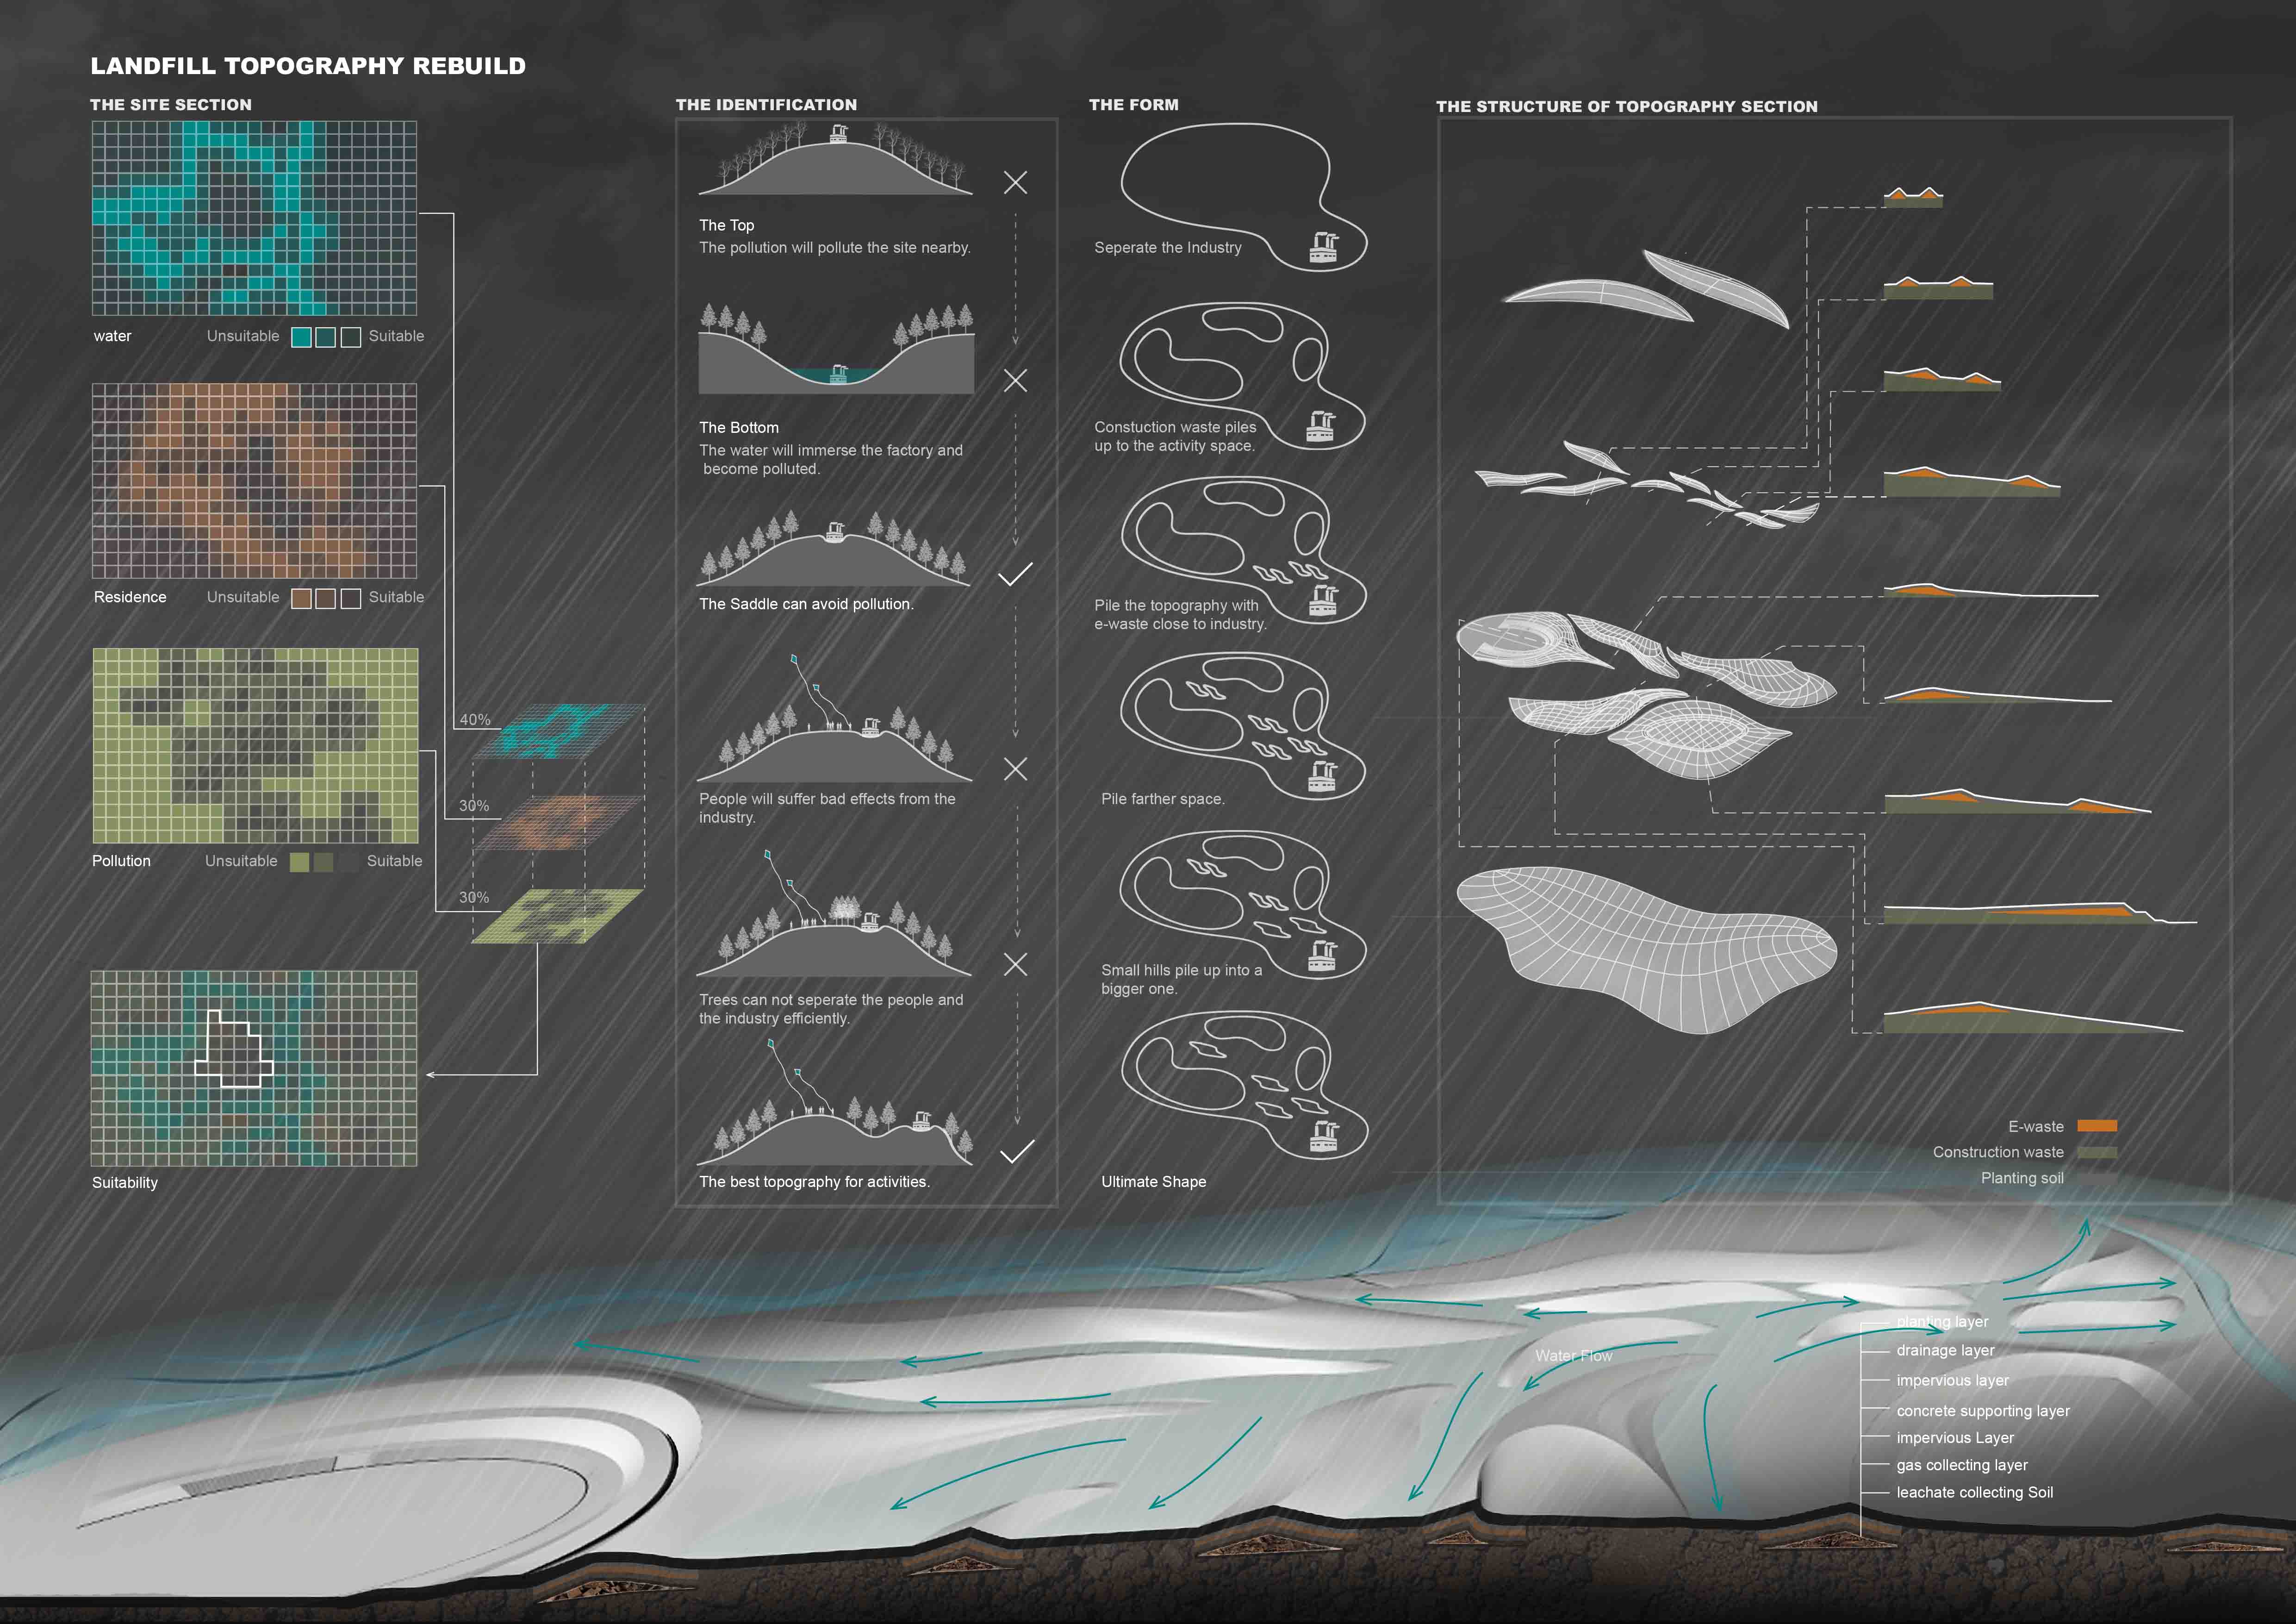 LANDFILL TOPOGRAPHY REBUILD
THE SITE SECTION
water
Unsuitable
Suitable
Residence
Unsuitable
Suitable
Pollution
Unsuitable
Suitable
40%
30%
30%
Suitability
THE IDENTIFICATION
The Top
The pollution will pollute the site nearby.
The Bottom
The water will immerse the factory and
become polluted.
The Saddle can avoid pollution.
People will suffer bad effects from the
industry.
Trees can not seperate the people and
the industry efficiently.
The best topography for activities.
THE FORM
Seperate the Industry
Constuction waste piles
up to the activity space.
Pile the topography with
e-waste close to industry.
Pile farther space.
Small hills pile up into a
bigger one.
Ultimate Shape
THE STRUCTURE OF TOPOGRAPHY SECTION
E-waste
Construction waste
Planting soil
Water Flow
planting layer
drainage layer
impervious layer
concrete supporting layer
impervious Layer
gas collecting layer
leachate collecting Soil